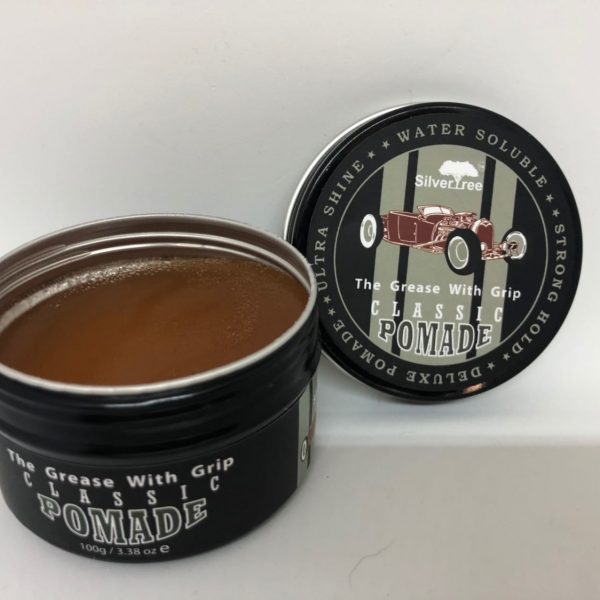 ULTRA SHINE ★★ WATER SOLUBLE ★★ STRONG HOLD ★ DELUXE POMADE ★
SilverTree
The Grease With Grip
CLASSIC
POMADE
The Grease With Grip
CLASSIC
POMADE
100g / 3.38 oz e